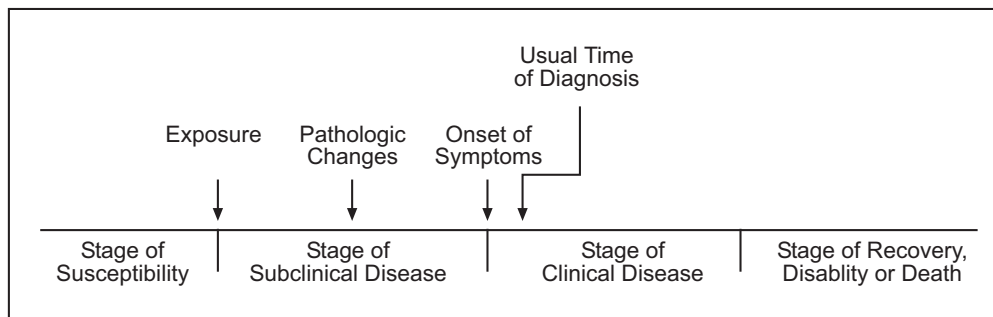 Usual Time
of Diagnosis
Exposure
Pathologic
Changes
Onset of
Symptoms
Stage of
Susceptibility
Stage of
Subclinical Disease
Stage of
Clinical Disease
Stage of Recovery,
Disablity or Death